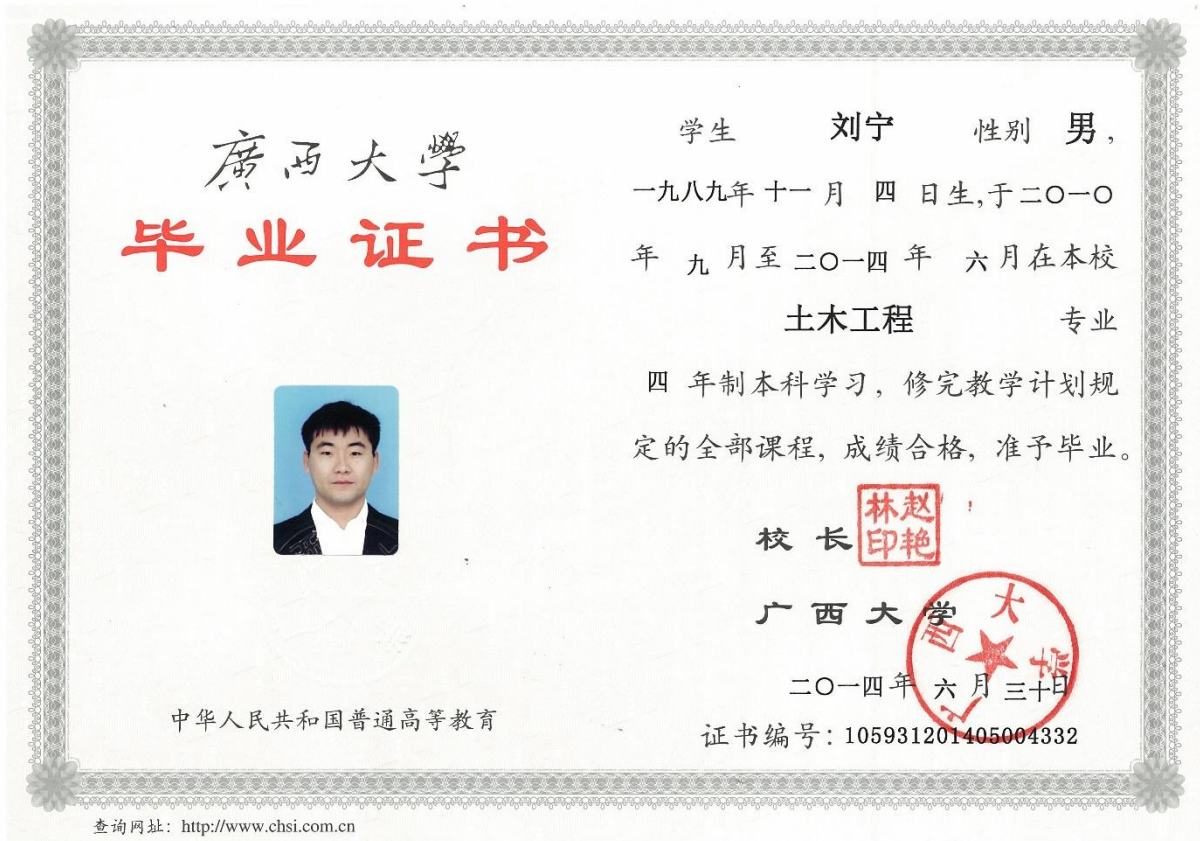 廣西大學
毕业证书
中华人民共和国普通高等教育
学生 刘宁 性别 男，
一九八九年 十一 月 四 日生,于二〇一〇
年 九 月至 二〇一四 年 六 月在本校
土木工程 专业
四 年制本科学习，修完教学计划规
定的全部课程，成绩合格，准予毕业。
校 长
赵艳
林印
广西大学
广西大学
二〇一四年 六 月 三十日
证书编号：105931201405004332
查询网址：http://www.chsi.com.cn